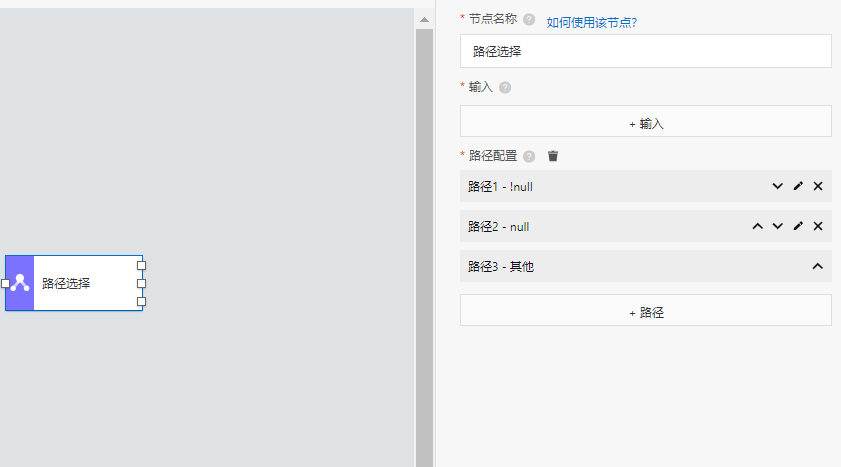 * 节点名称 ? 如何使用该节点?
路径选择
* 输入 ?
+ 输入
* 路径配置 ?
路径1 - !null
路径2 - null
路径选择
路径3 - 其他
+ 路径